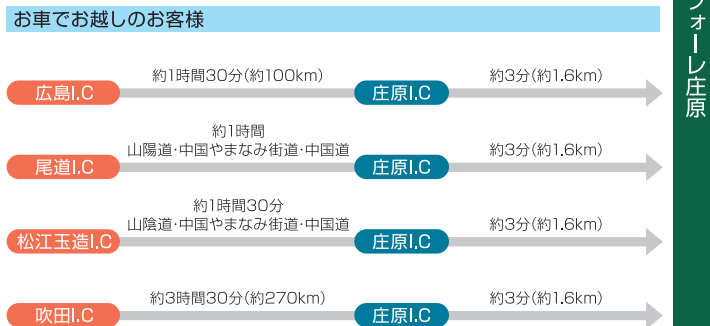 お車でお越しのお客様
広島I.C
約1時間30分(約100km)
庄原I.C
約3分(約1.6km)
尾道I.C
約1時間
山陽道・中国やまなみ街道・中国道
庄原I.C
約3分(約1.6km)
松江玉造I.C
約1時間30分
山陰道・中国やまなみ街道・中国道
庄原I.C
約3分(約1.6km)
吹田I.C
約3時間30分(約270km)
庄原I.C
約3分(約1.6km)
フォーレ庄原